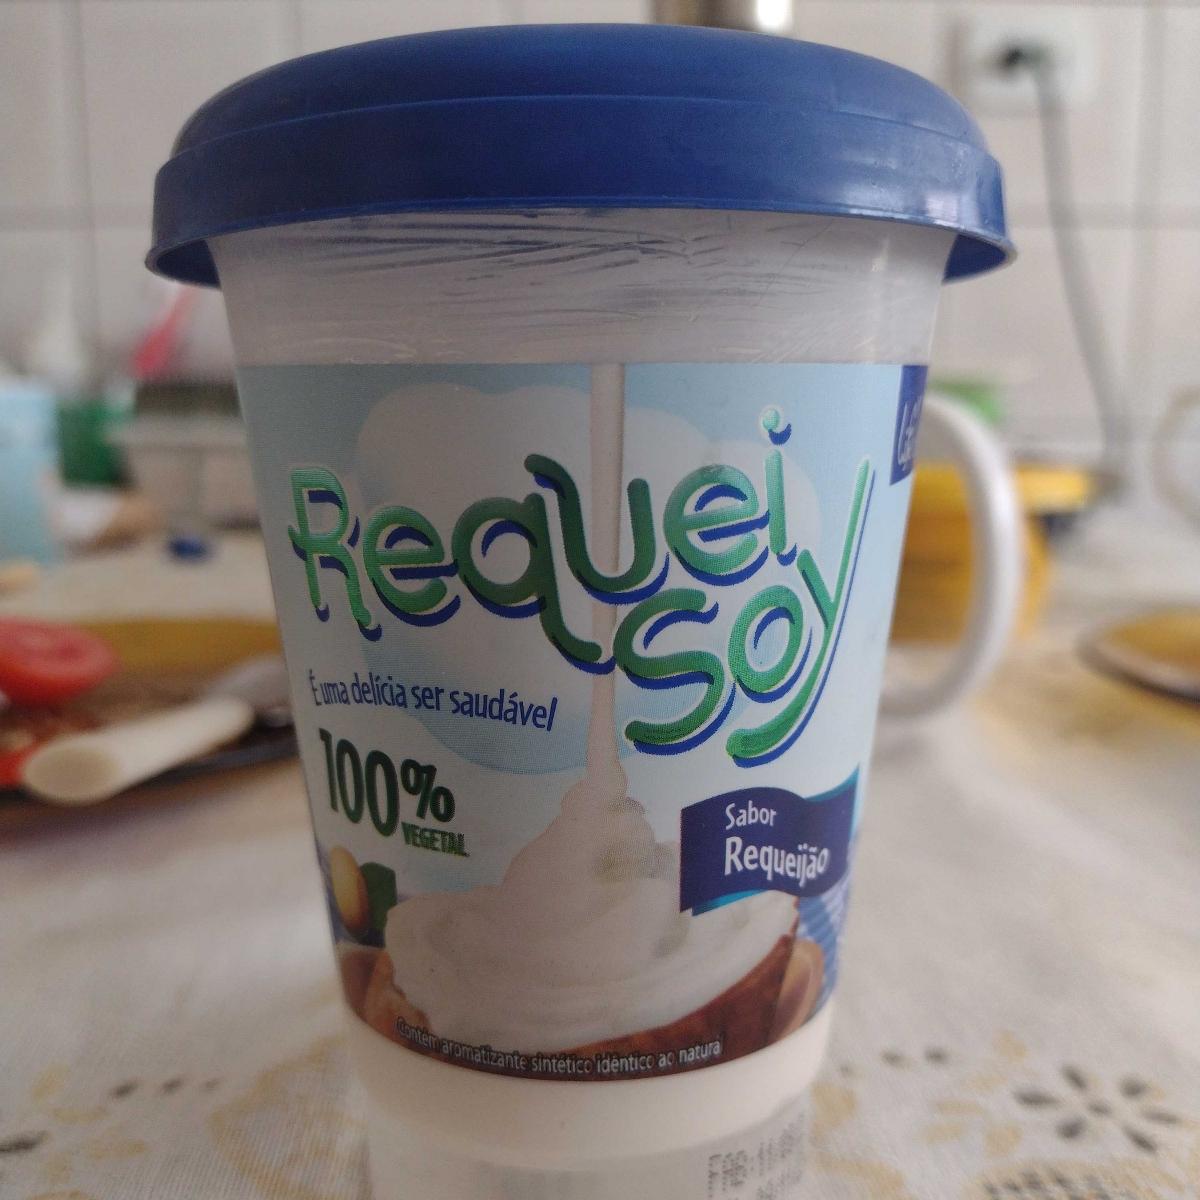 Requei
soy
É uma delícia ser saudável
100%
VEGETAL
Sabor
Requeijão
Contém aromatizante sintético idêntico ao natural